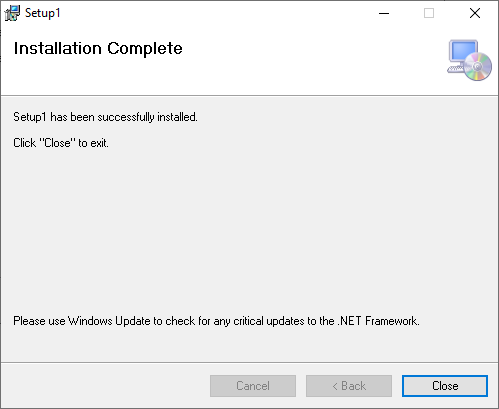 Setup1
Installation Complete
Setup1 has been successfully installed.
Click "Close" to exit.
Please use Windows Update to check for any critical updates to the .NET Framework.
Cancel
< Back
Close